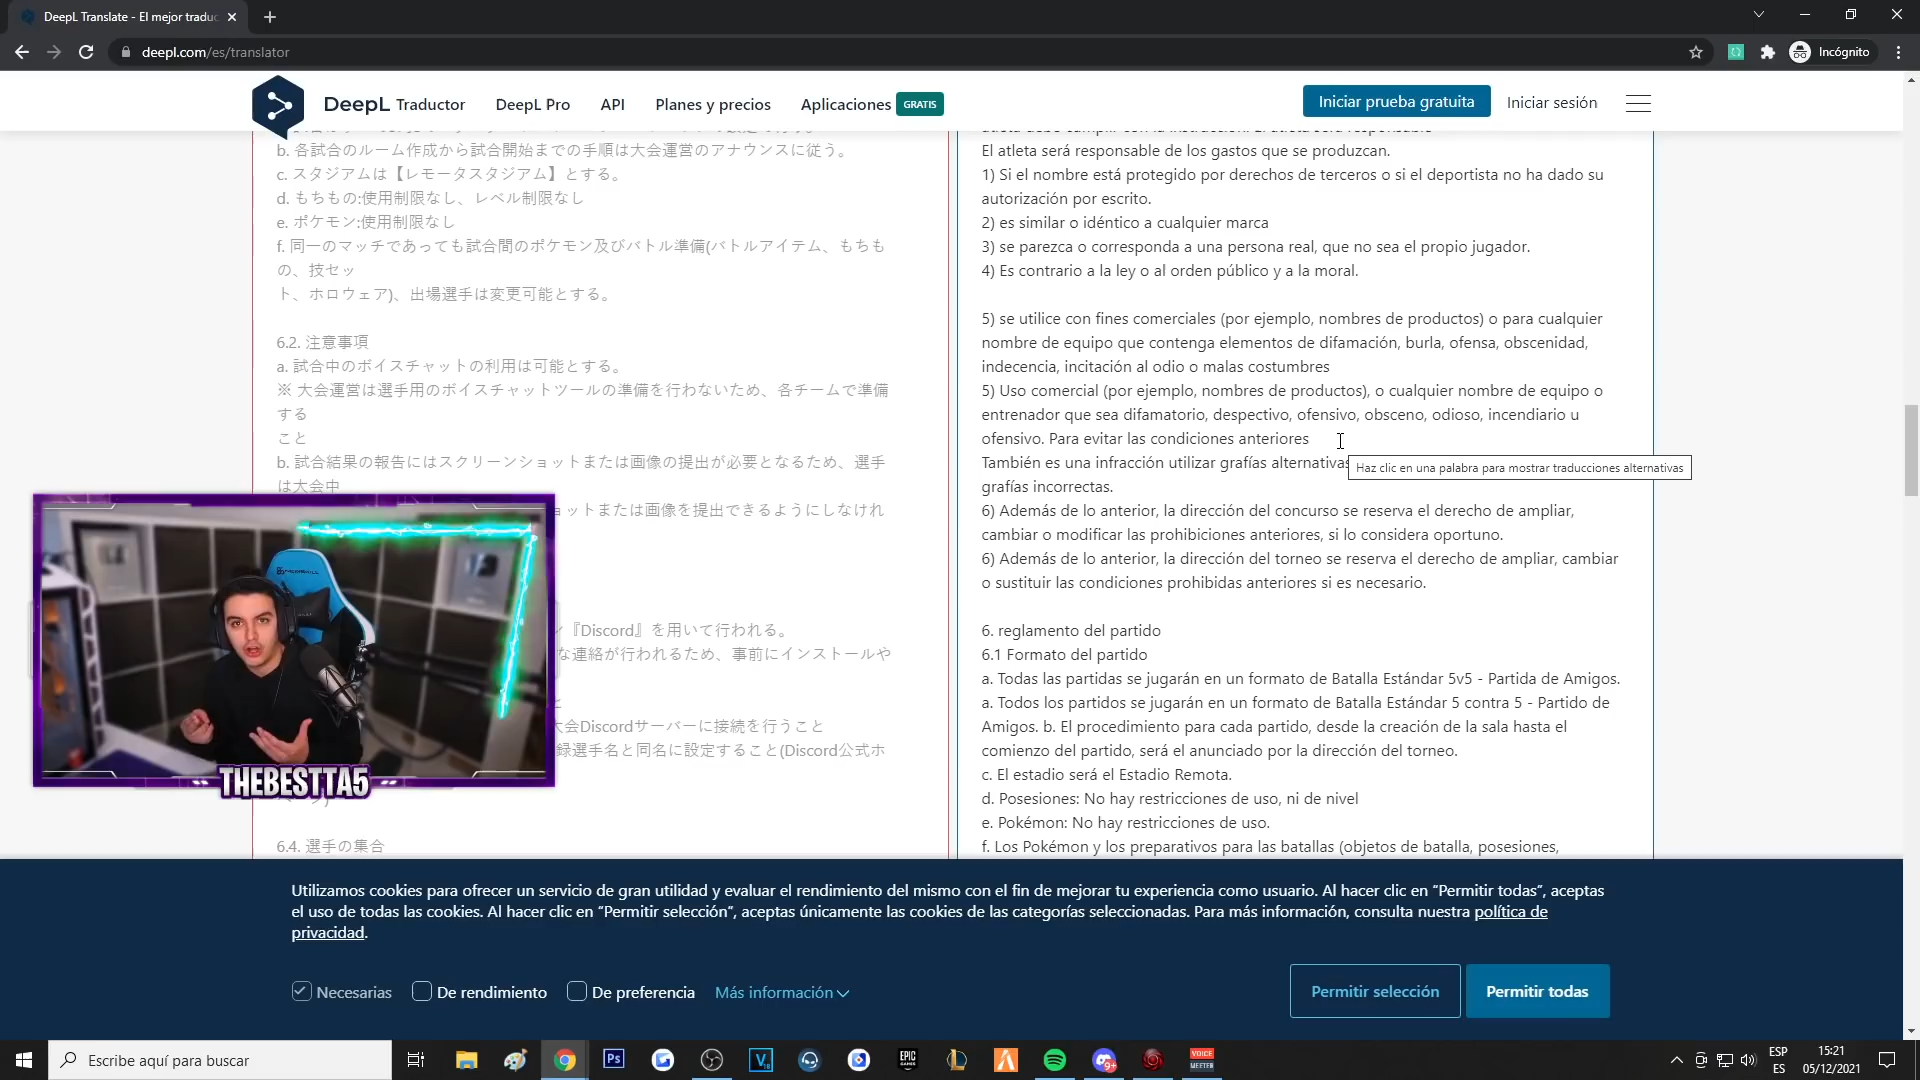 DeepL Translate - El mejor traduc
deepl.com/es/translator
Incógnito
DeepL Traductor
DeepL Pro
API
Planes y precios
Aplicaciones
GRATIS
Iniciar prueba gratuita
Iniciar sesión
b. 各試合のルーム作成から試合開始までの手順は大会運営のアナウンスに従う。
c. スタジアムは【レモータスタジアム】とする。
d. もちもの:使用制限なし、レベル制限なし
e. ポケモン:使用制限なし
f. 同一のマッチであっても試合間のポケモン及びバトル準備(バトルアイテム、もちも
の、技セッ
ト、ホロウェア)、出場選手は変更可能とする。
6.2. 注意事項
a. 試合中のボイスチャットの利用は可能とする。
※ 大会運営は選手用のボイスチャットツールの準備を行わないため、各チームで準備
する
こと
b. 試合結果の報告にはスクリーンショットまたは画像の提出が必要となるため、選手
は大会中
ョットまたは画像を提出できるようにしなけれ
『Discord』を用いて行われる。
な連絡が行われるため、事前にインストールや
大会Discordサーバーに接続を行うこと
録選手名と同名に設定すること(Discord公式ホ
6.4. 選手の集合
atleta debe cumplir con la instrucción. El atleta será responsable
El atleta será responsable de los gastos que se produzcan.
1) Si el nombre está protegido por derechos de terceros o si el deportista no ha dado su
autorización por escrito.
2) es similar o idéntico a cualquier marca
3) se parezca o corresponda a una persona real, que no sea el propio jugador.
4) Es contrario a la ley o al orden público y a la moral.
5) se utilice con fines comerciales (por ejemplo, nombres de productos) o para cualquier
nombre de equipo que contenga elementos de difamación, burla, ofensa, obscenidad,
indecencia, incitación al odio o malas costumbres
5) Uso comercial (por ejemplo, nombres de productos), o cualquier nombre de equipo o
entrenador que sea difamatorio, despectivo, ofensivo, obsceno, odioso, incendiario u
ofensivo. Para evitar las condiciones anteriores
También es una infracción utilizar grafías alternativas
Haz clic en una palabra para mostrar traducciones alternativas
grafías incorrectas.
6) Además de lo anterior, la dirección del concurso se reserva el derecho de ampliar,
cambiar o modificar las prohibiciones anteriores, si lo considera oportuno.
6) Además de lo anterior, la dirección del torneo se reserva el derecho de ampliar, cambiar
o sustituir las condiciones prohibidas anteriores si es necesario.
6. reglamento del partido
6.1 Formato del partido
a. Todas las partidas se jugarán en un formato de Batalla Estándar 5v5 - Partida de Amigos.
a. Todos los partidos se jugarán en un formato de Batalla Estándar 5 contra 5 - Partido de
Amigos. b. El procedimiento para cada partido, desde la creación de la sala hasta el
comienzo del partido, será el anunciado por la dirección del torneo.
c. El estadio será el Estadio Remota.
d. Posesiones: No hay restricciones de uso, ni de nivel
e. Pokémon: No hay restricciones de uso.
f. Los Pokémon y los preparativos para las batallas (objetos de batalla, posesiones,
THEBESTTA5
Utilizamos cookies para ofrecer un servicio de gran utilidad y evaluar el rendimiento del mismo con el fin de mejorar tu experiencia como usuario. Al hacer clic en “Permitir todas”, aceptas
el uso de todas las cookies. Al hacer clic en “Permitir selección”, aceptas únicamente las cookies de las categorías seleccionadas. Para más información, consulta nuestra política de
privacidad.
Necesarias
De rendimiento
De preferencia
Más información
Permitir selección
Permitir todas
Escribe aquí para buscar
Ps
EPIC
GAMES
9+
VOICE
MEETER
ESP
ES
15:21
05/12/2021